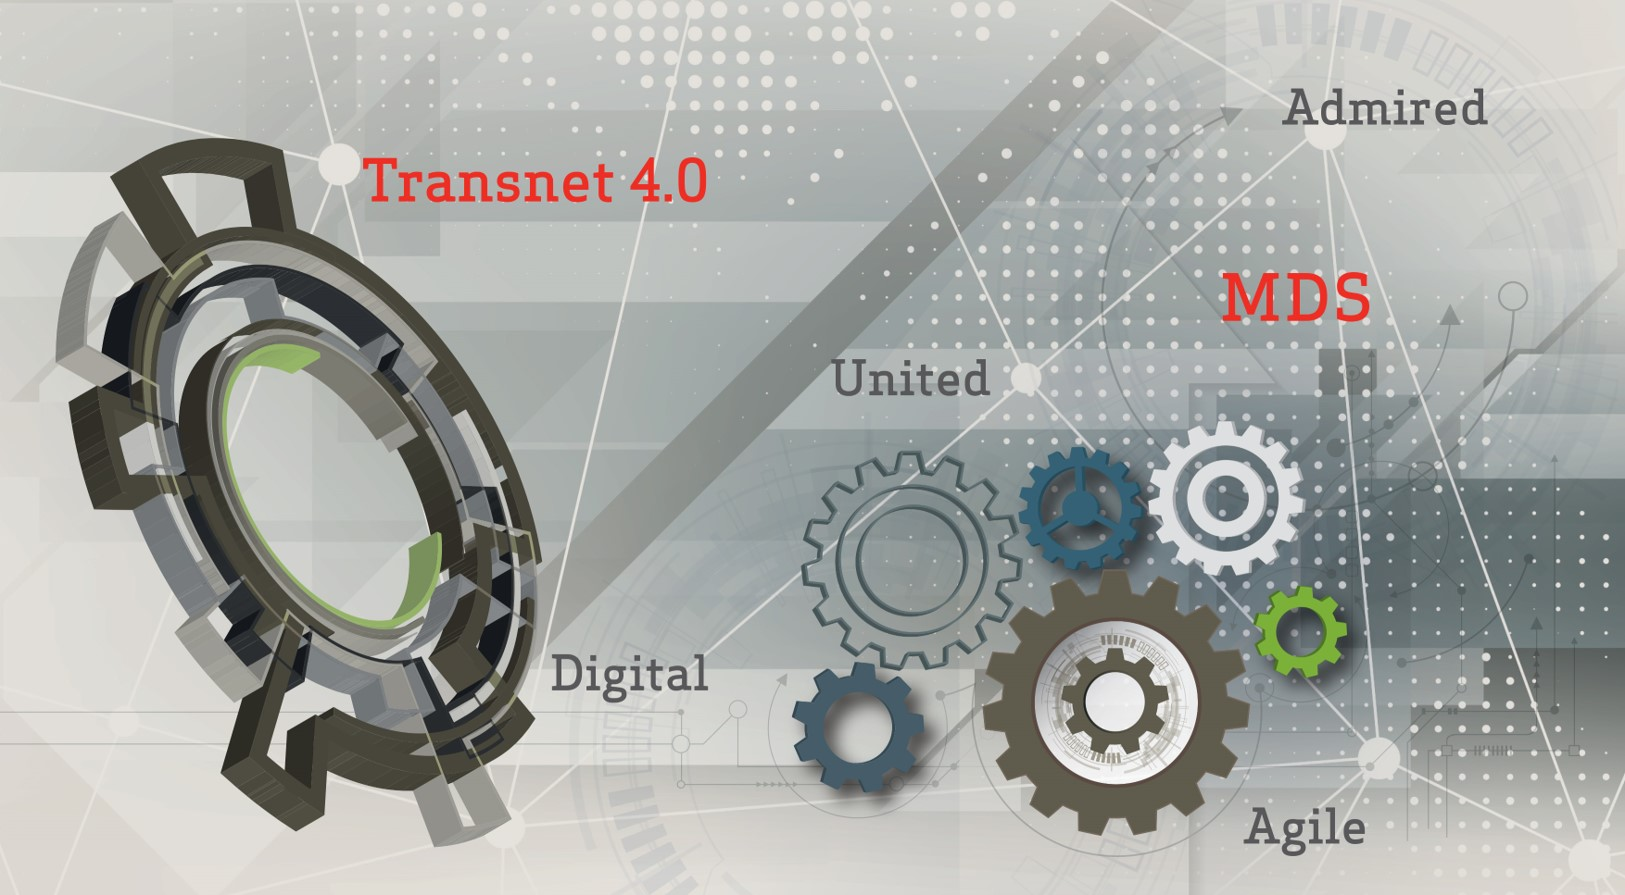 Admired
Transnet 4.0
MDS
United
Digital
Agile